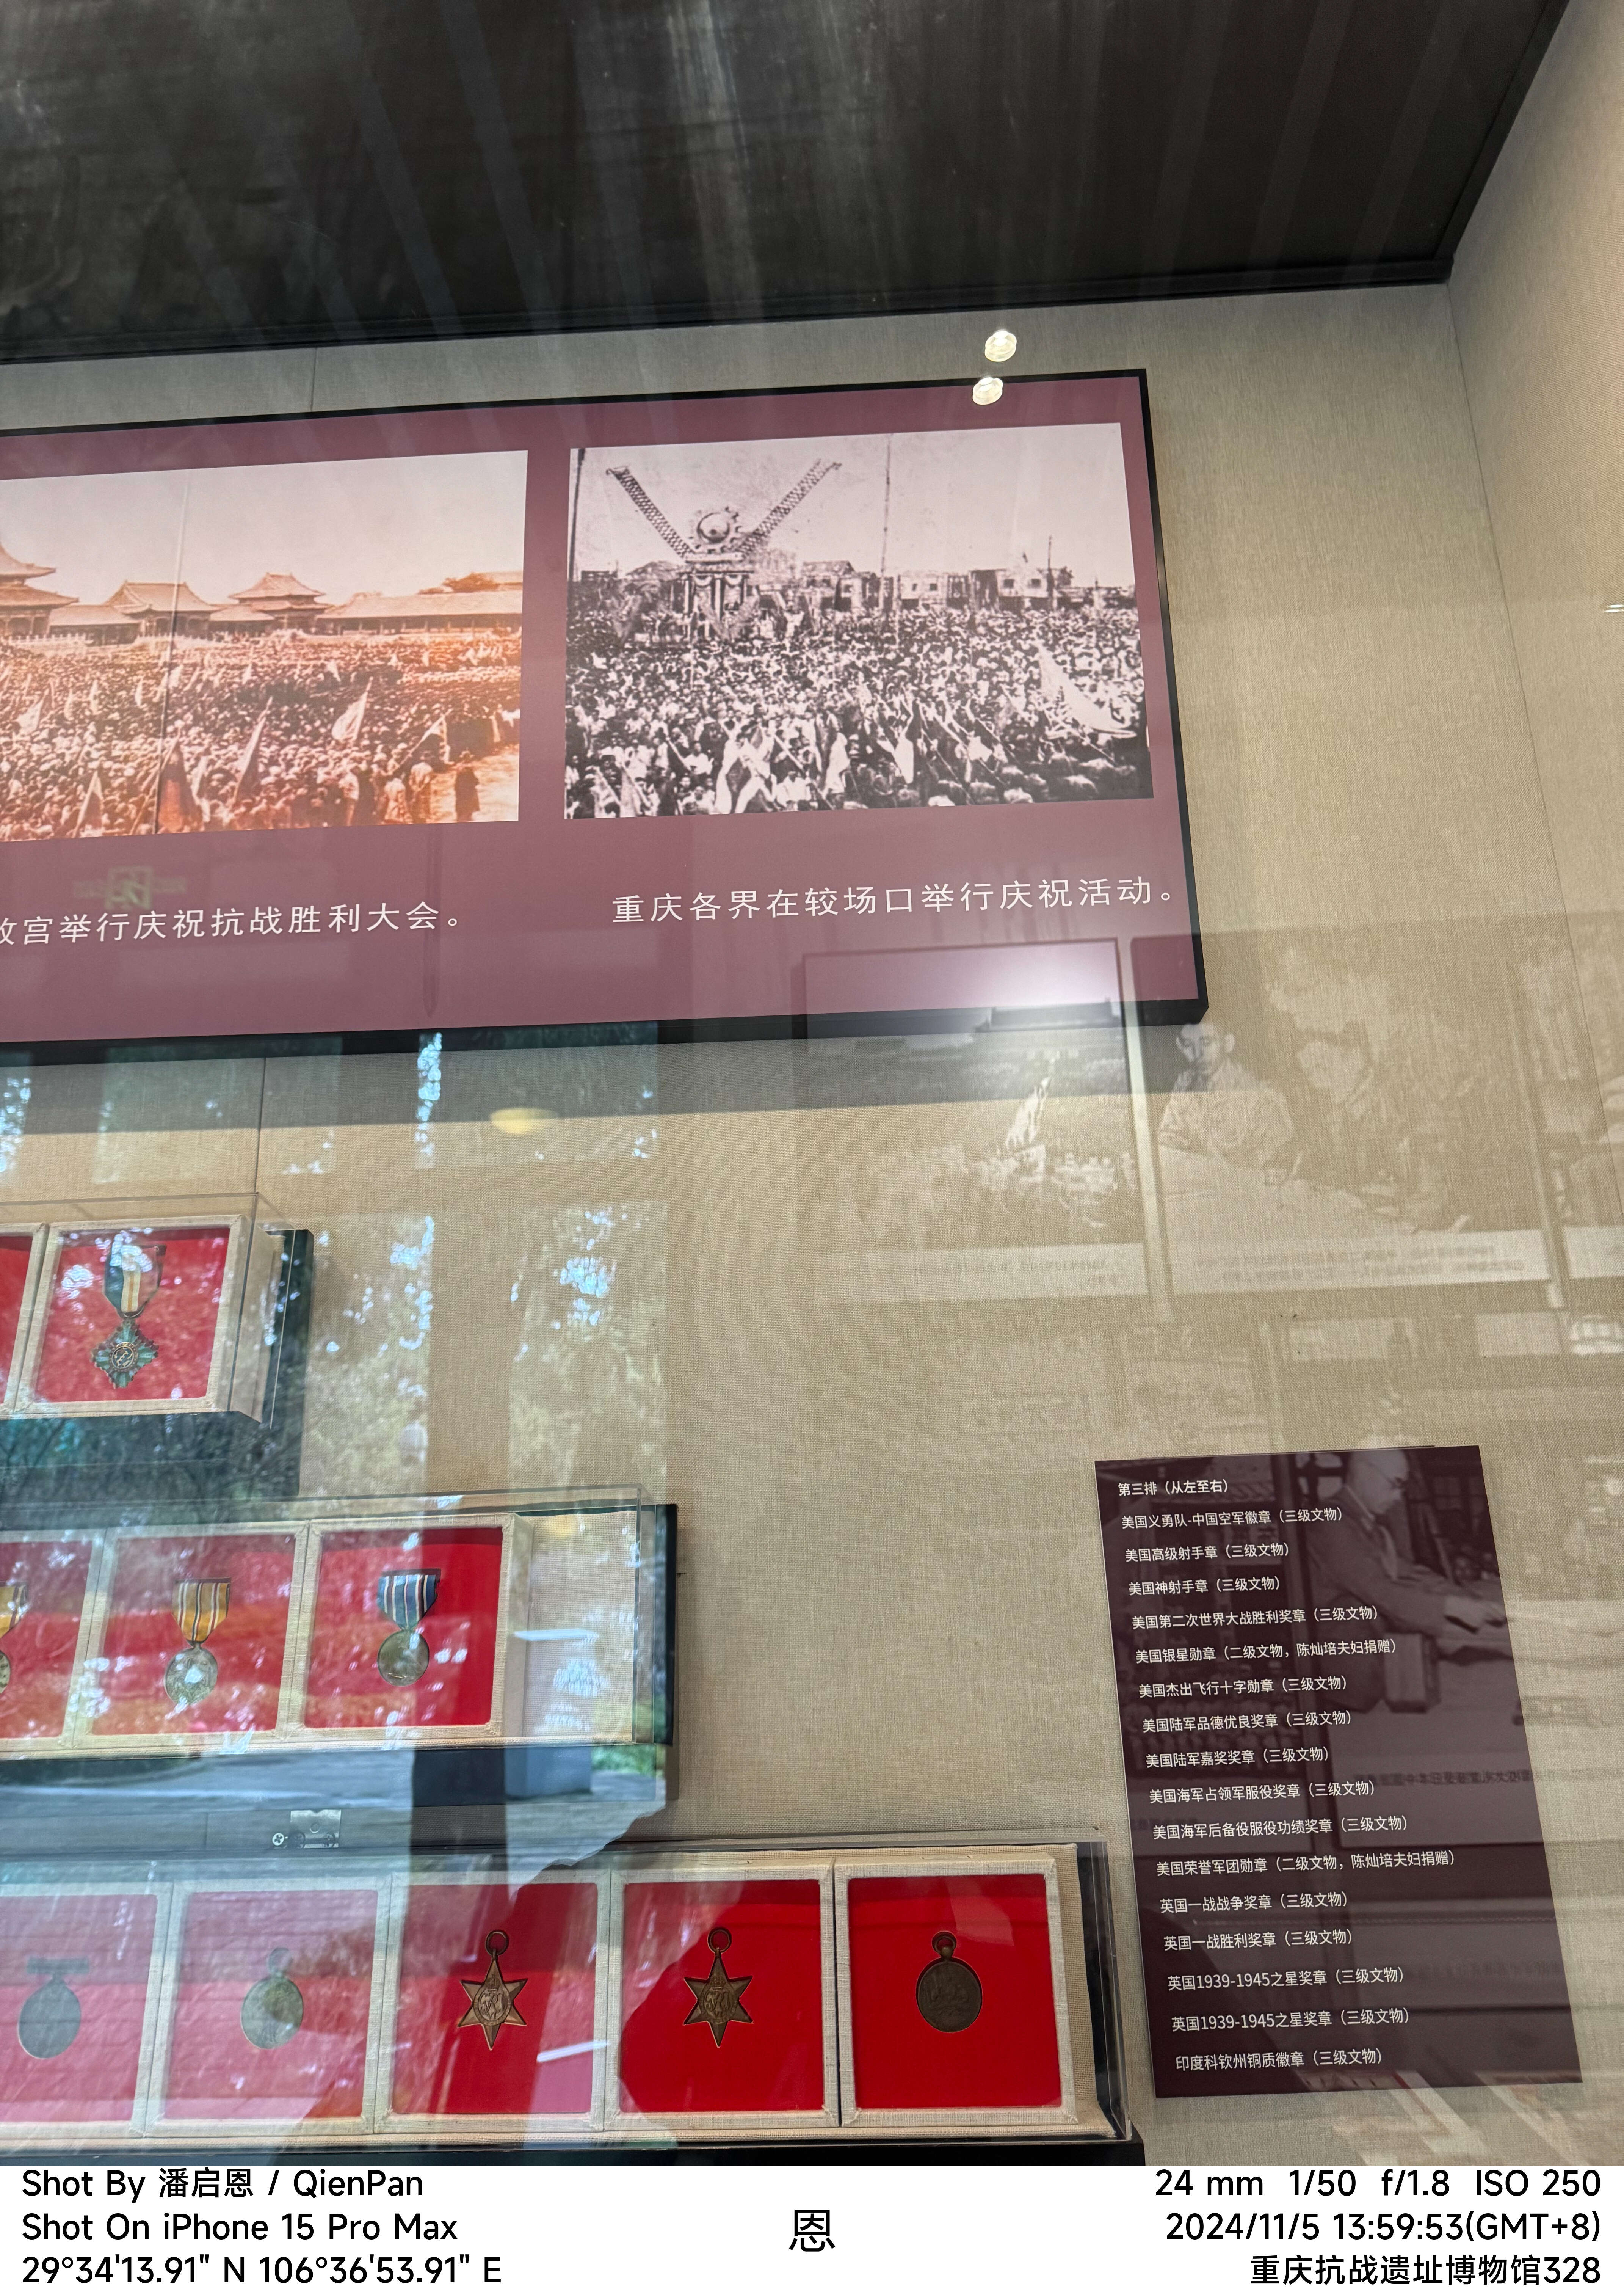 故宫举行庆祝抗战胜利大会。
重庆各界在较场口举行庆祝活动。
第三排（从左至右）
美国义勇队-中国空军徽章（三级文物）
美国高级射手章（三级文物）
美国神射手章（三级文物）
美国第二次世界大战胜利奖章（三级文物）
美国银星勋章（二级文物，陈灿培夫妇捐赠）
美国杰出飞行十字勋章（三级文物）
美国陆军品德优良奖章（三级文物）
美国陆军嘉奖奖章（三级文物）
美国海军占领军服役奖章（三级文物）
美国海军后备役服役功绩奖章（三级文物）
美国荣誉军团勋章（二级文物，陈灿培夫妇捐赠）
英国一战战争奖章（三级文物）
英国一战胜利奖章（三级文物）
英国1939-1945之星奖章（三级文物）
英国1939-1945之星奖章（三级文物）
印度科钦州铜质徽章（三级文物）
Shot By 潘启恩 / QienPan
Shot On iPhone 15 Pro Max
29°34'13.91" N 106°36'53.91" E
恩
24 mm 1/50 f/1.8 ISO 250
2024/11/5 13:59:53(GMT+8)
重庆抗战遗址博物馆328